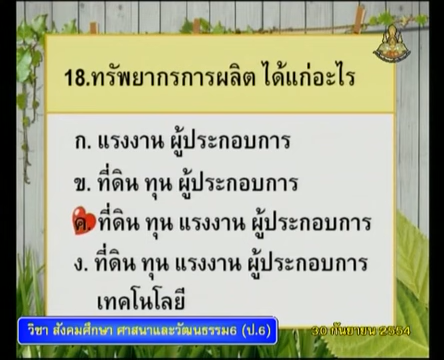 18.ทรัพยากรการผลิต ได้แก่อะไร
ก. แรงงาน ผู้ประกอบการ
ข. ที่ดิน ทุน ผู้ประกอบการ
ค. ที่ดิน ทุน แรงงาน ผู้ประกอบการ
ง. ที่ดิน ทุน แรงงาน ผู้ประกอบการ
เทคโนโลยี
วิชา สังคมศึกษา ศาสนาและวัฒนธรรม6 (ป.6)
30 กันยายน 2554